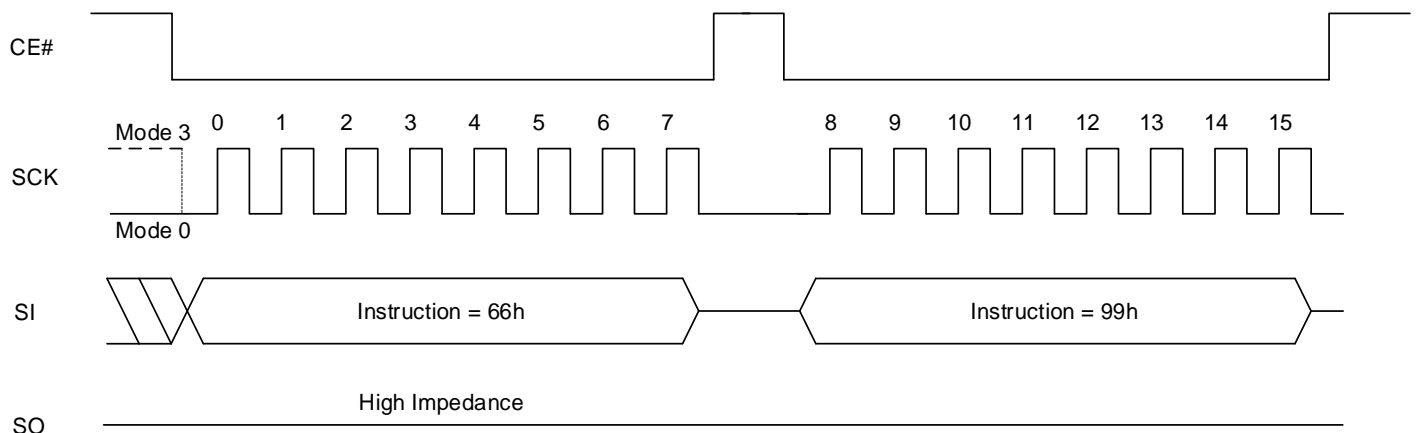 CE#
Mode 3
0 1 2 3 4 5 6 7 8 9 10 11 12 13 14 15
SCK
Mode 0
SI
Instruction = 66h
Instruction = 99h
High Impedance
SO